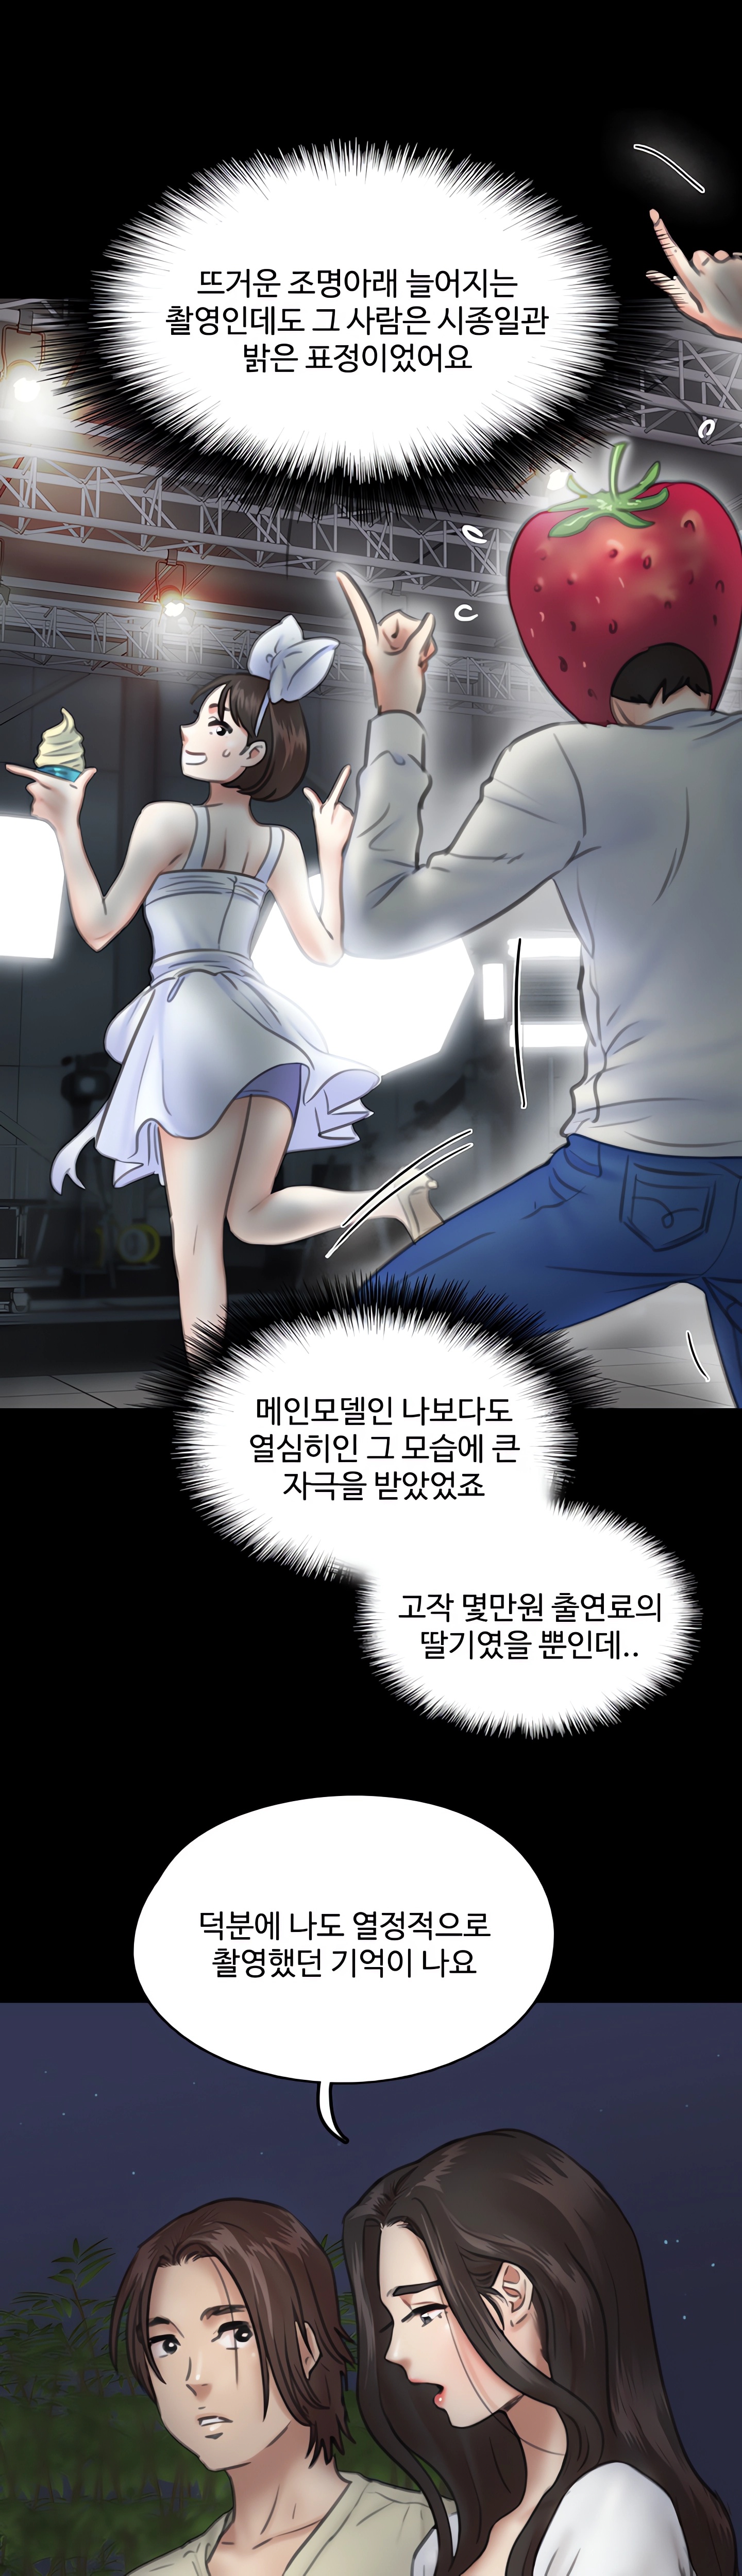 뜨거운 조명아래 늘어지는
촬영인데도 그 사람은 시종일관
밝은 표정이었어요
메인모델인 나보다도
열심히인 그 모습에 큰
자극을 받았었죠
고작 몇만원 출연료의
딸기였을 뿐인데..
덕분에 나도 열정적으로
촬영했던 기억이 나요